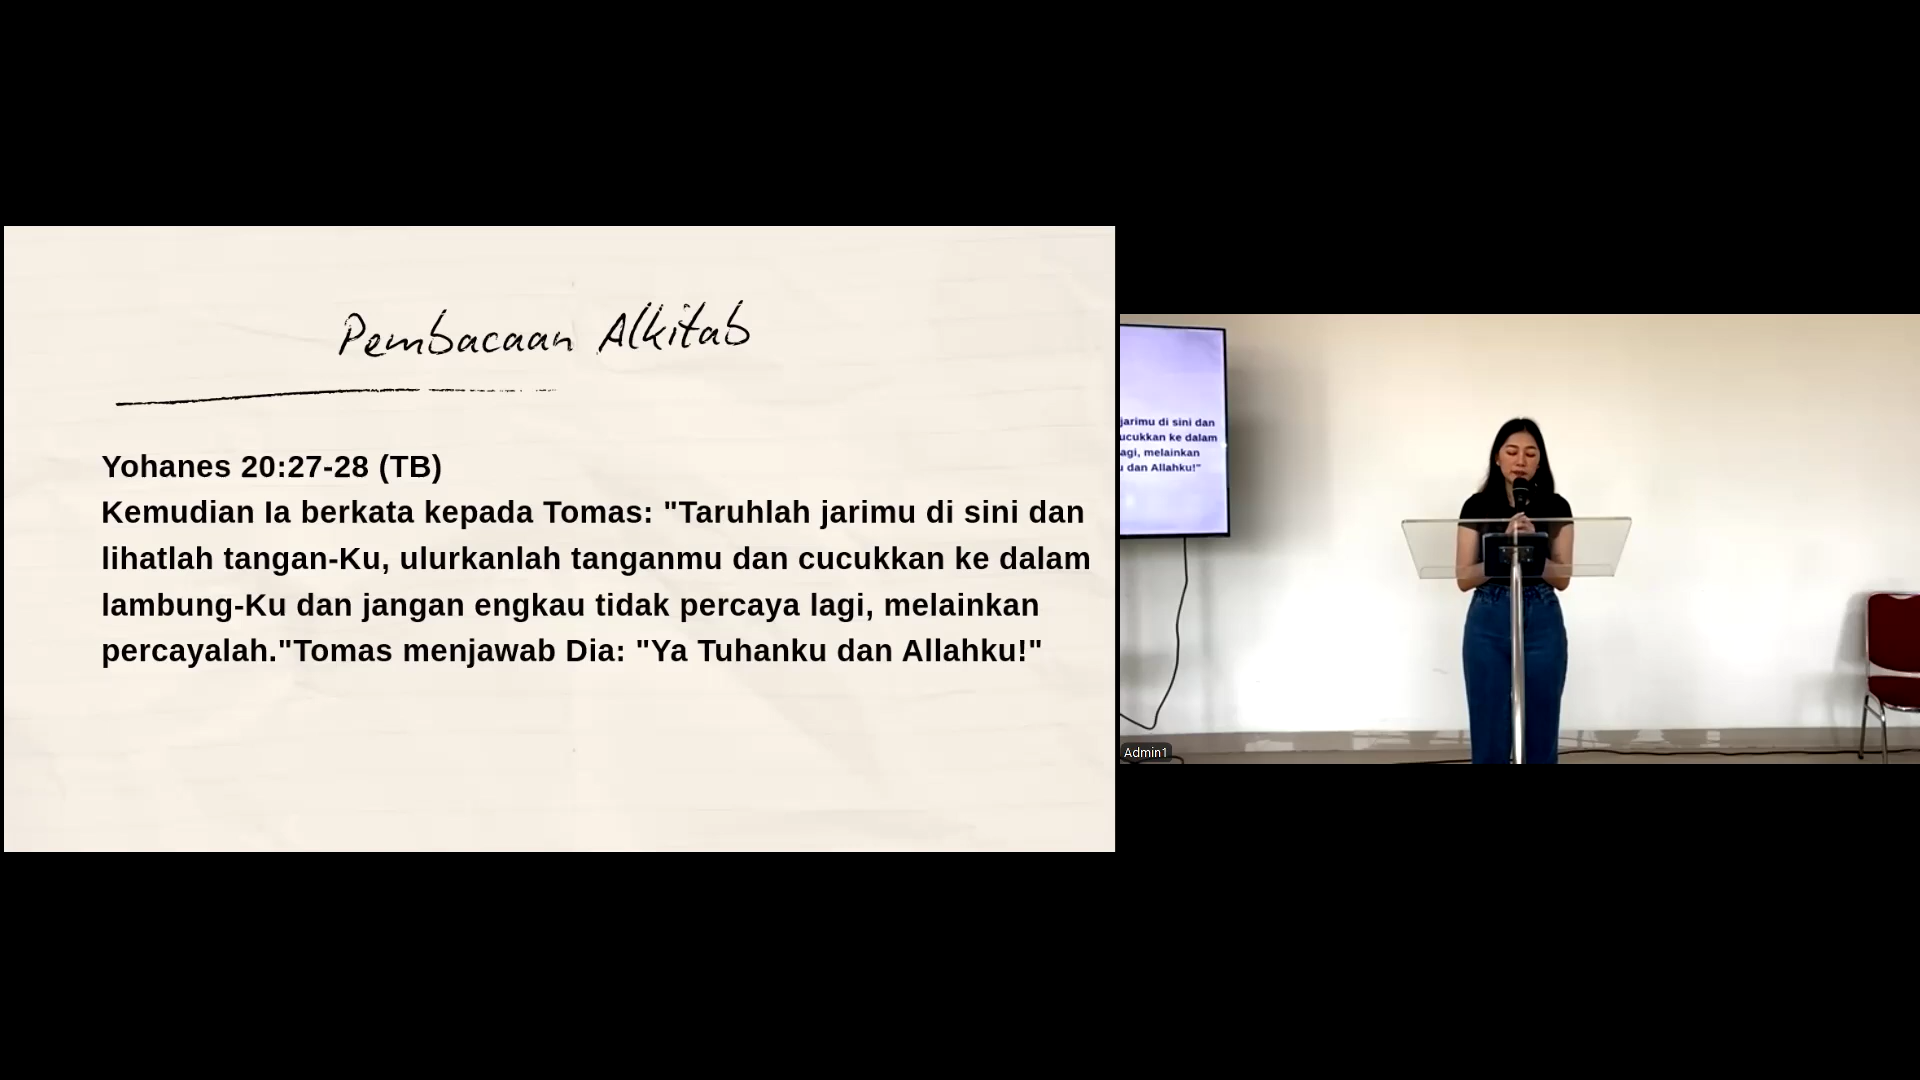 Pembacaan Alkitab
Yohanes 20:27-28 (TB)
Kemudian Ia berkata kepada Tomas: "Taruhlah jarimu di sini dan
lihatlah tangan-Ku, ulurkanlah tanganmu dan cucukkan ke dalam
lambung-Ku dan jangan engkau tidak percaya lagi, melainkan
percayalah."Tomas menjawab Dia: "Ya Tuhanku dan Allahku!"
jarimu di sini dan
ucukkan ke dalam
agi, melainkan
dan Allahku!"
Admin1